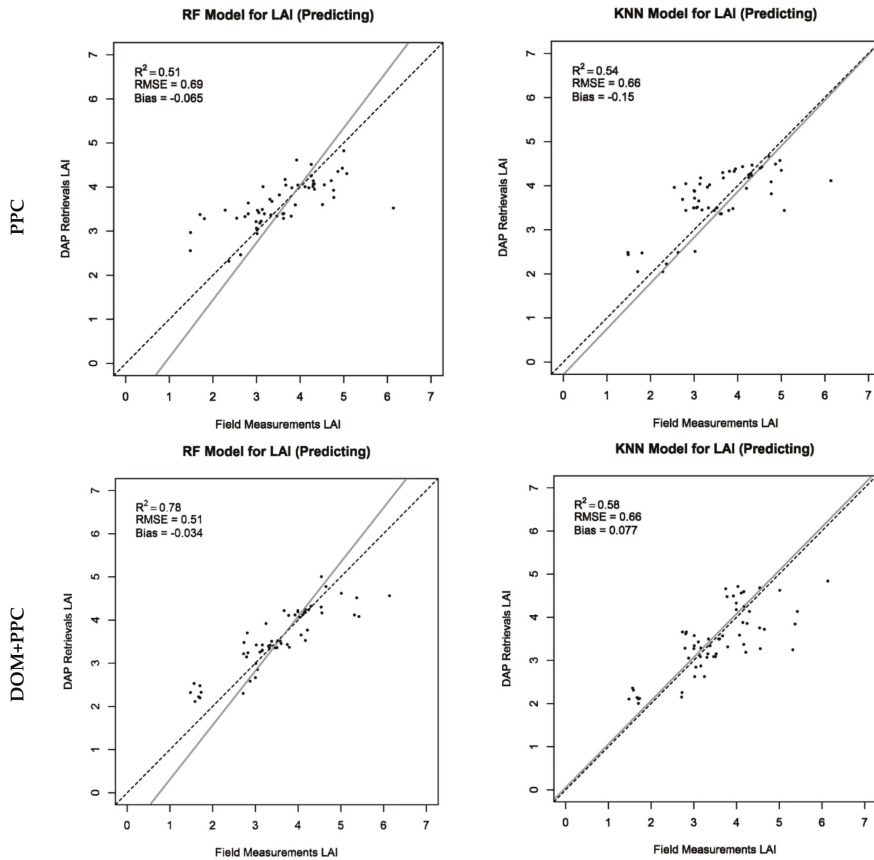 RF Model for LAI (Predicting)
R² = 0.51
RMSE = 0.69
Bias = -0.065
7
6
5
4
3
2
1
0
DAP Retrievals LAI
0 1 2 3 4 5 6 7
Field Measurements LAI
KNN Model for LAI (Predicting)
R² = 0.54
RMSE = 0.66
Bias = -0.15
7
6
5
4
3
2
1
0
DAP Retrievals LAI
0 1 2 3 4 5 6 7
Field Measurements LAI
PPC
RF Model for LAI (Predicting)
R² = 0.78
RMSE = 0.51
Bias = -0.034
7
6
5
4
3
2
1
0
DAP Retrievals LAI
0 1 2 3 4 5 6 7
Field Measurements LAI
KNN Model for LAI (Predicting)
R² = 0.58
RMSE = 0.66
Bias = 0.077
7
6
5
4
3
2
1
0
DAP Retrievals LAI
0 1 2 3 4 5 6 7
Field Measurements LAI
DOM+PPC